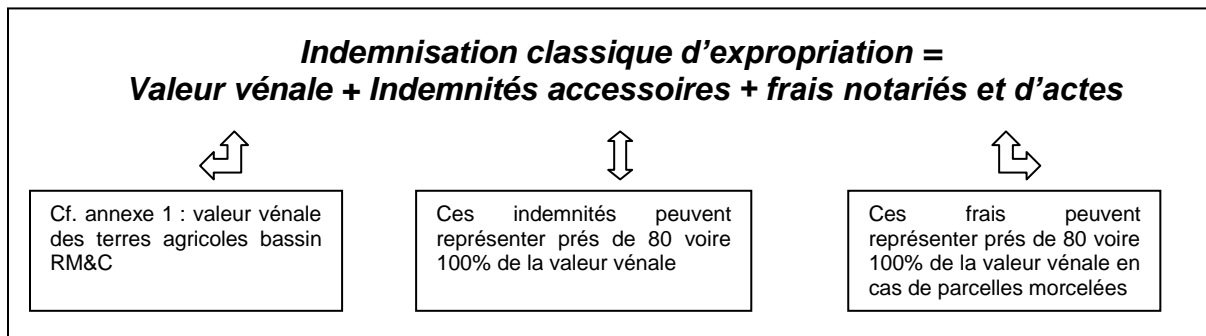 Indemnisation classique d’expropriation =
Valeur vénale + Indemnités accessoires + frais notariés et d’actes
Cf. annexe 1 : valeur vénale
des terres agricoles bassin
RM&C
Ces indemnités peuvent
représenter prés de 80 voire
100% de la valeur vénale
Ces frais peuvent
représenter prés de 80 voire
100% de la valeur vénale en
cas de parcelles morcelées